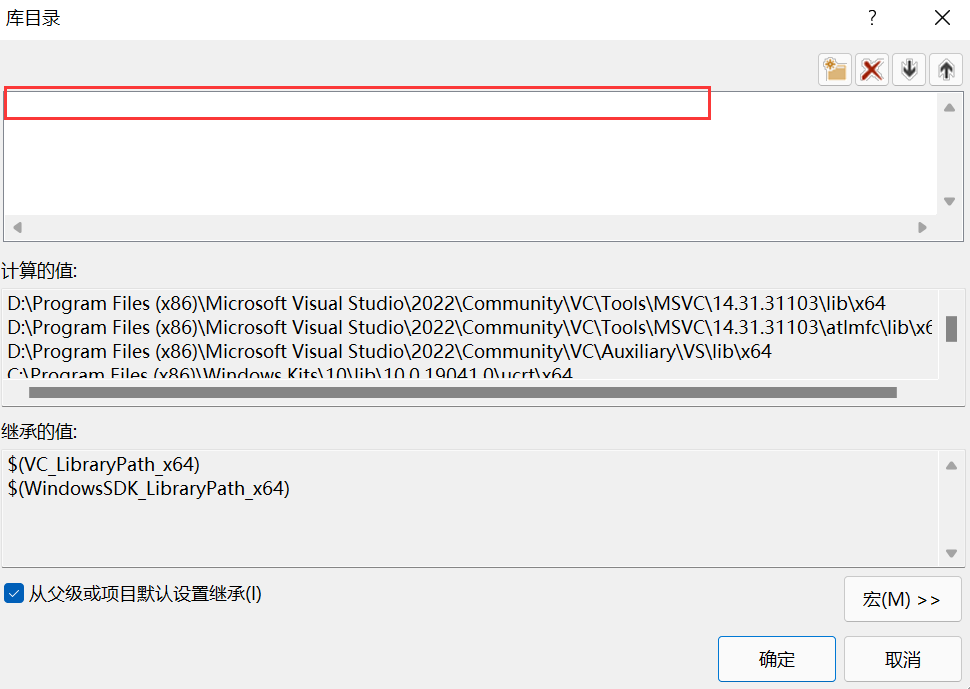 库目录
?
计算的值:
D:\Program Files (x86)\Microsoft Visual Studio\2022\Community\VC\Tools\MSVC\14.31.31103\lib\x64
D:\Program Files (x86)\Microsoft Visual Studio\2022\Community\VC\Tools\MSVC\14.31.31103\atlmfc\lib\x6
D:\Program Files (x86)\Microsoft Visual Studio\2022\Community\VC\Auxiliary\VS\lib\x64
C:\Program Files (x86)\Windows Kits\10\lib\10.0.19041.0\ucrt\x64
继承的值:
$(VC_LibraryPath_x64)
$(WindowsSDK_LibraryPath_x64)
从父级或项目默认设置继承(I)
宏(M) >>
确定
取消